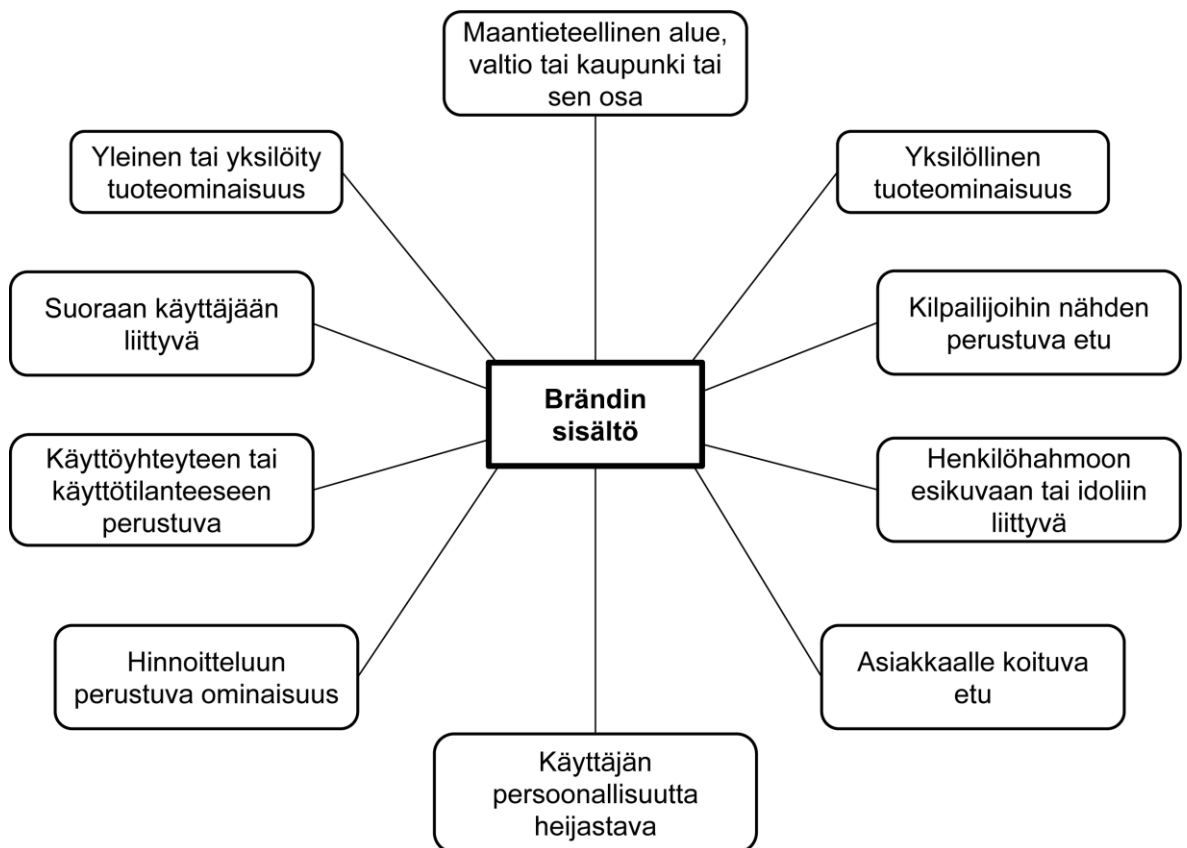 Maantieteellinen alue,
valtio tai kaupunki tai
sen osa
Yleinen tai yksilöity
tuoteominaisuus
Yksilöllinen
tuoteominaisuus
Suoraan käyttäjään
liittyvä
Kilpailijoihin nähden
perustuva etu
Brändin
sisältö
Käyttöyhteyteen tai
käyttötilanteeseen
perustuva
Henkilöhahmoon
esikuvaan tai idoliin
liittyvä
Hinnoitteluun
perustuva ominaisuus
Asiakkaalle koituva
etu
Käyttäjän
persoonallisuutta
heijastava